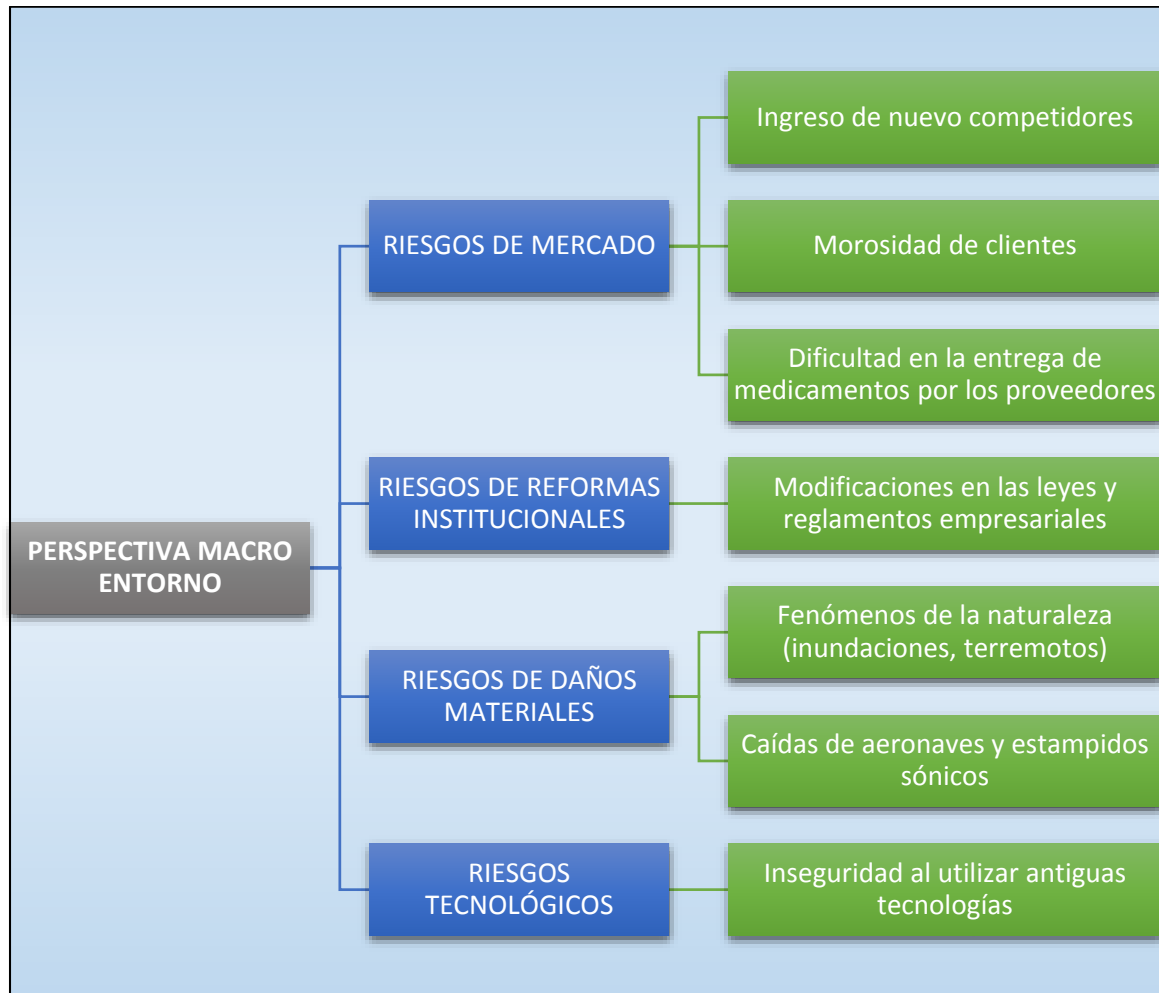 PERSPECTIVA MACRO
ENTORNO
RIESGOS DE MERCADO
Ingreso de nuevo competidores
Morosidad de clientes
Dificultad en la entrega de
medicamentos por los proveedores
RIESGOS DE REFORMAS
INSTITUCIONALES
Modificaciones en las leyes y
reglamentos empresariales
RIESGOS DE DAÑOS
MATERIALES
Fenómenos de la naturaleza
(inundaciones, terremotos)
Caídas de aeronaves y estampidos
sónicos
RIESGOS
TECNOLÓGICOS
Inseguridad al utilizar antiguas
tecnologías